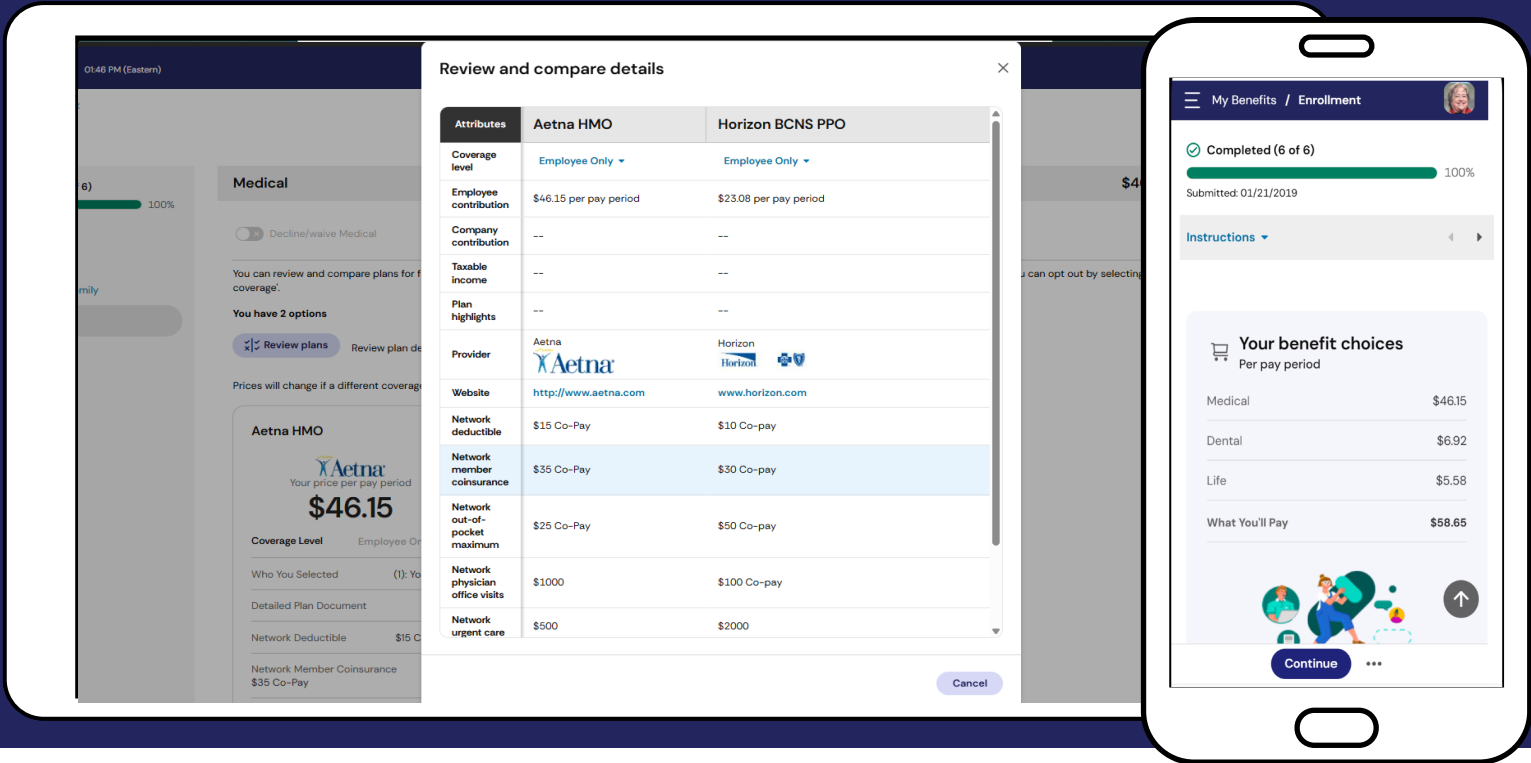 01:46 PM (Eastern)
6)
100%
mily
Medical
$4
Decline/waive Medical
You can review and compare plans for f
u can opt out by selecting
coverage'.
You have 2 options
Review plans
Review plan de
Prices will change if a different coverage
Aetna HMO
Aetna
Your price per pay period
$46.15
Coverage Level Employee On
Who You Selected (1): Yo
Detailed Plan Document
Network Deductible $15 C
Network Member Coinsurance
$35 Co-Pay
Review and compare details
Attributes Aetna HMO Horizon BCNS PPO
Coverage level Employee Only Employee Only
Employee contribution $46.15 per pay period $23.08 per pay period
Company contribution -- --
Taxable income -- --
Plan highlights -- --
Provider Aetna Horizon
Aetna Horizon
Website http://www.aetna.com www.horizon.com
Network deductible $15 Co-Pay $10 Co-pay
Network member coinsurance $35 Co-Pay $30 Co-pay
Network out-of-pocket maximum $25 Co-Pay $50 Co-pay
Network physician office visits $1000 $100 Co-pay
Network urgent care $500 $2000
Cancel
My Benefits / Enrollment
Completed (6 of 6)
100%
Submitted: 01/21/2019
Instructions
Your benefit choices
Per pay period
Medical $46.15
Dental $6.92
Life $5.58
What You'll Pay $58.65
Continue